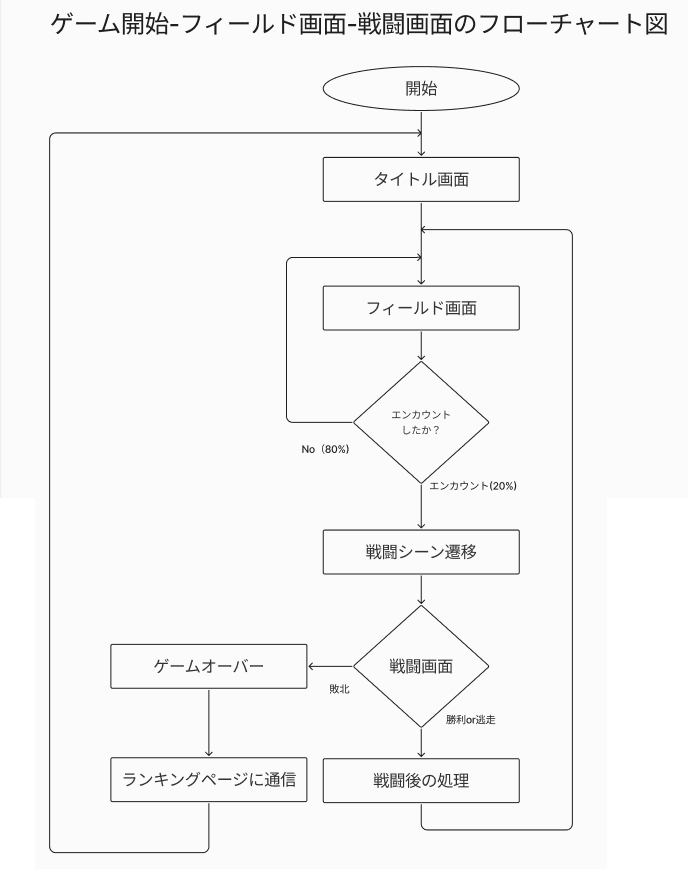 ゲーム開始-フィールド画面-戦闘画面のフローチャート図
開始
タイトル画面
フィールド画面
エンカウント
したか？
No（80%)
エンカウント(20%)
戦闘シーン遷移
ゲームオーバー
戦闘画面
敗北
勝利or逃走
ランキングページに通信
戦闘後の処理